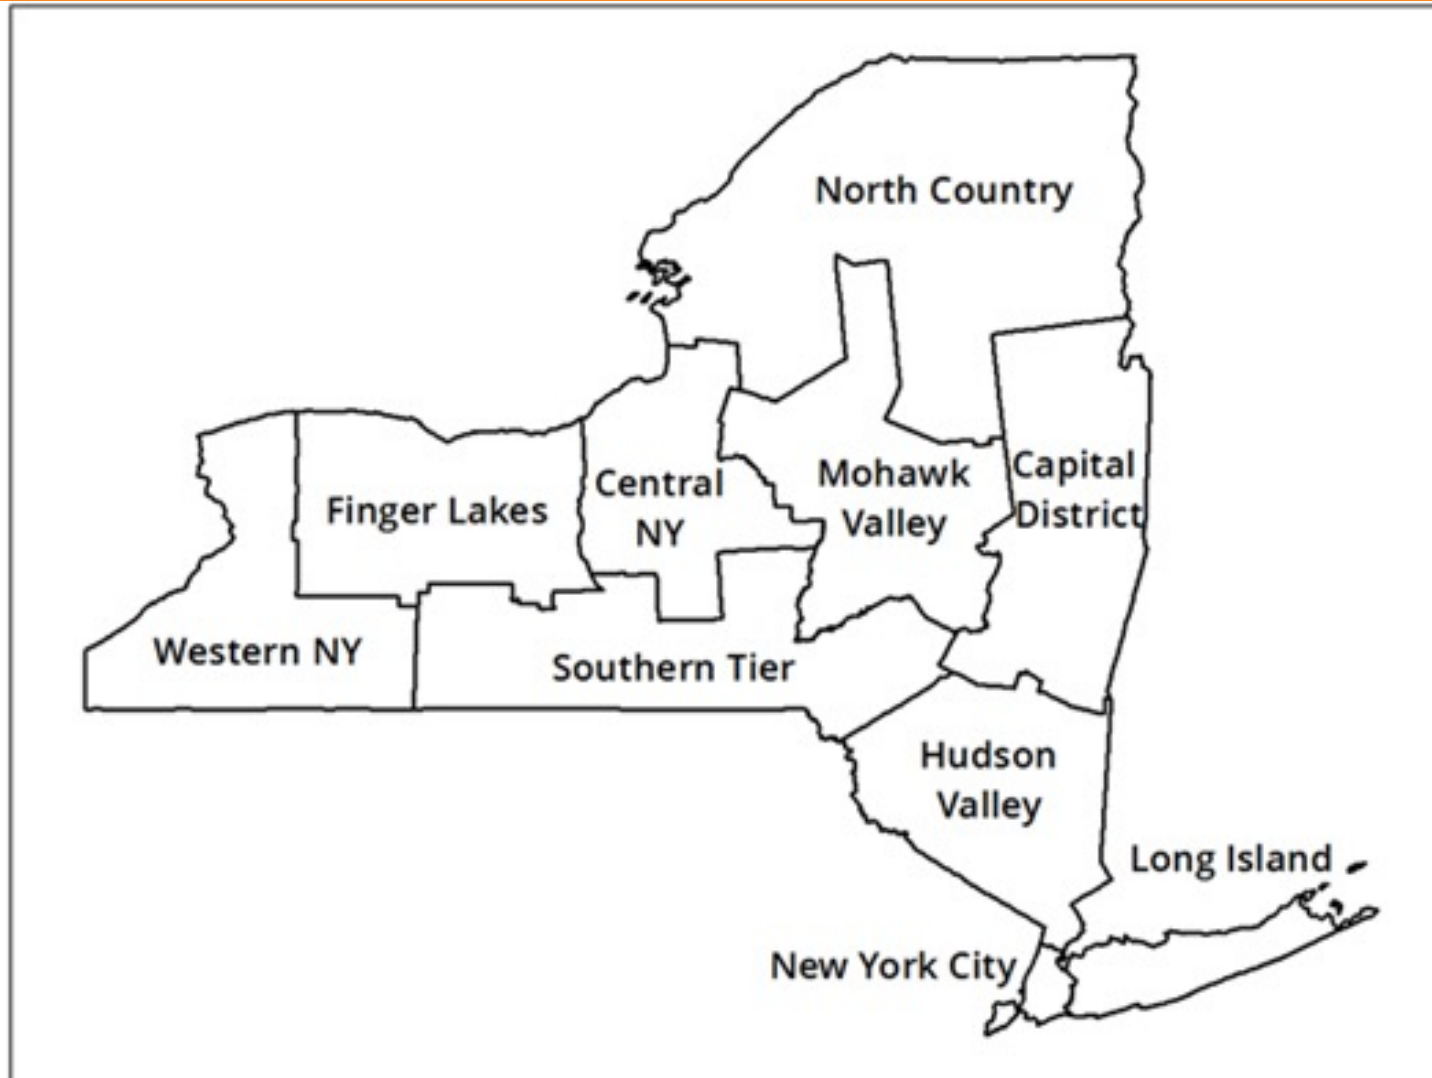 North Country
Central
NY
Mohawk
Valley
Capital
District
Finger Lakes
Western NY
Southern Tier
Hudson
Valley
Long Island
New York City